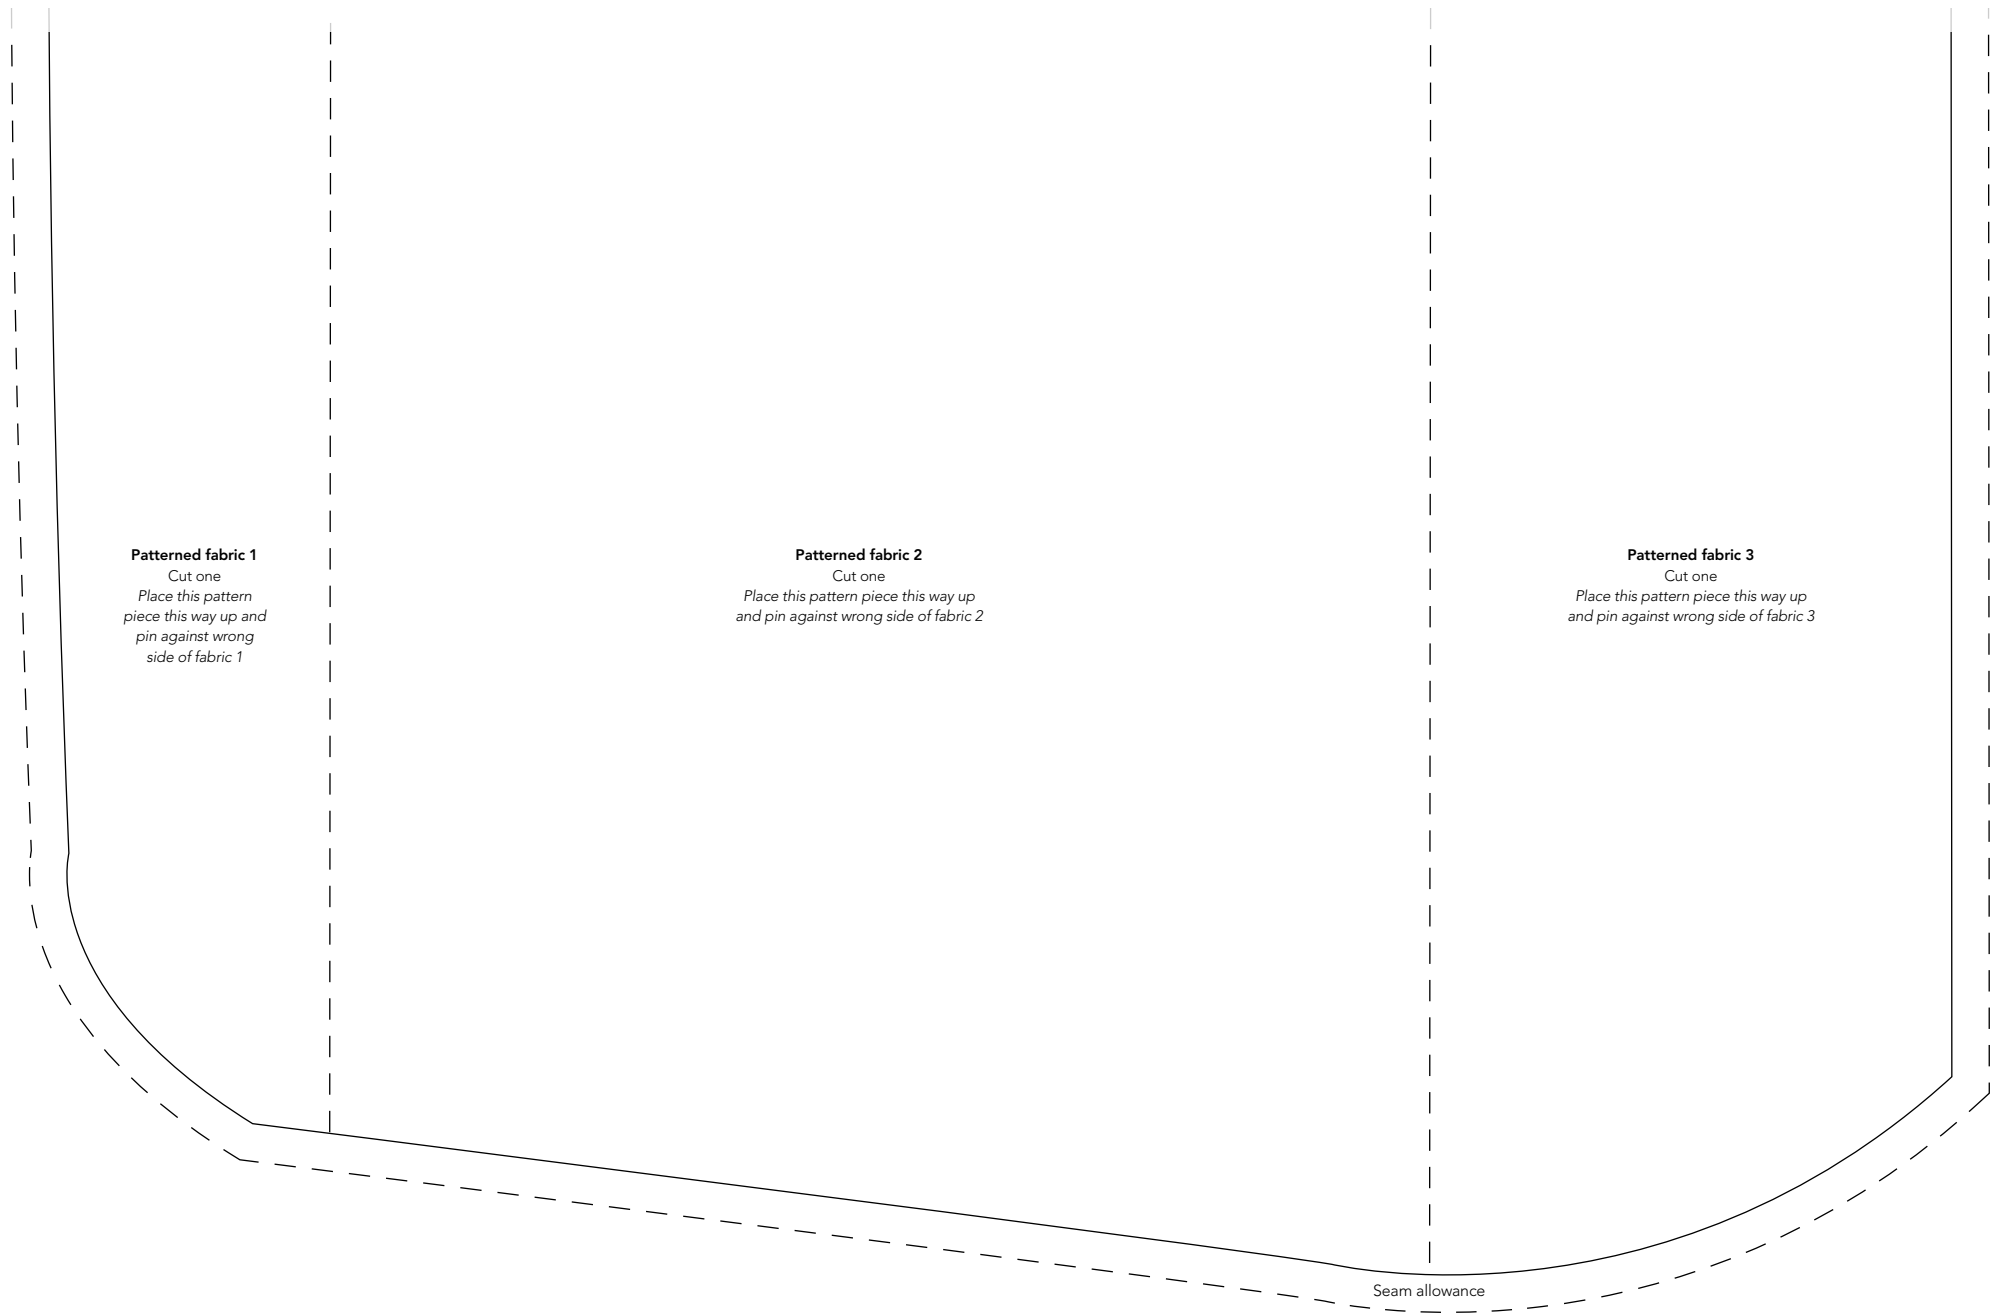 Patterned fabric 1
Cut one
Place this pattern
piece this way up and
pin against wrong
side of fabric 1
Patterned fabric 2
Cut one
Place this pattern piece this way up
and pin against wrong side of fabric 2
Patterned fabric 3
Cut one
Place this pattern piece this way up
and pin against wrong side of fabric 3
Seam allowance